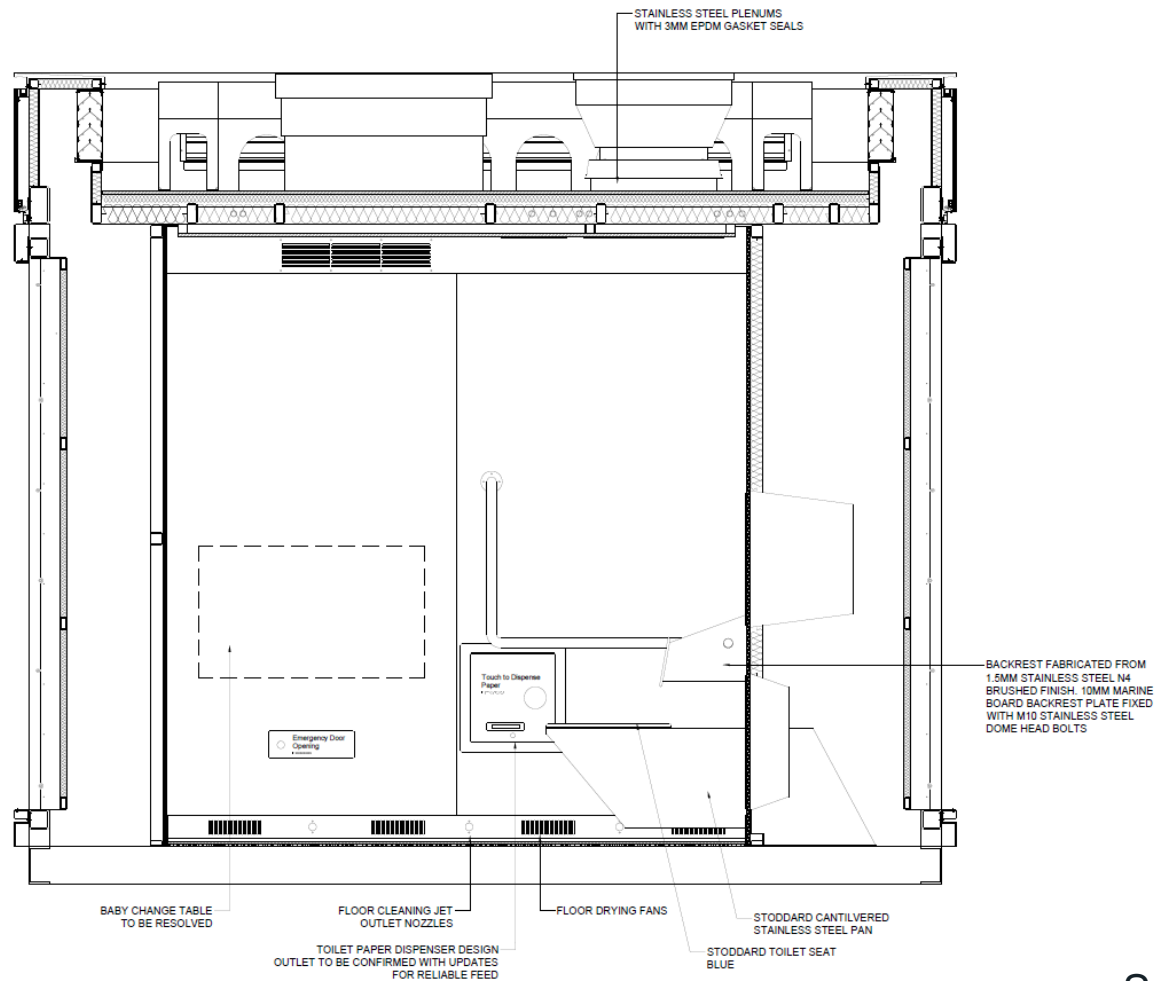 STAINLESS STEEL PLENUMS
WITH 3MM EPDM GASKET SEALS
Touch to Dispense
Paper
Emergency Door
Opening
BACKREST FABRICATED FROM
1.5MM STAINLESS STEEL N4
BRUSHED FINISH. 10MM MARINE
BOARD BACKREST PLATE FIXED
WITH M10 STAINLESS STEEL
DOME HEAD BOLTS
BABY CHANGE TABLE
TO BE RESOLVED
FLOOR CLEANING JET
OUTLET NOZZLES
FLOOR DRYING FANS
STODDARD CANTILVERED
STAINLESS STEEL PAN
TOILET PAPER DISPENSER DESIGN
OUTLET TO BE CONFIRMED WITH UPDATES
FOR RELIABLE FEED
STODDARD TOILET SEAT
BLUE